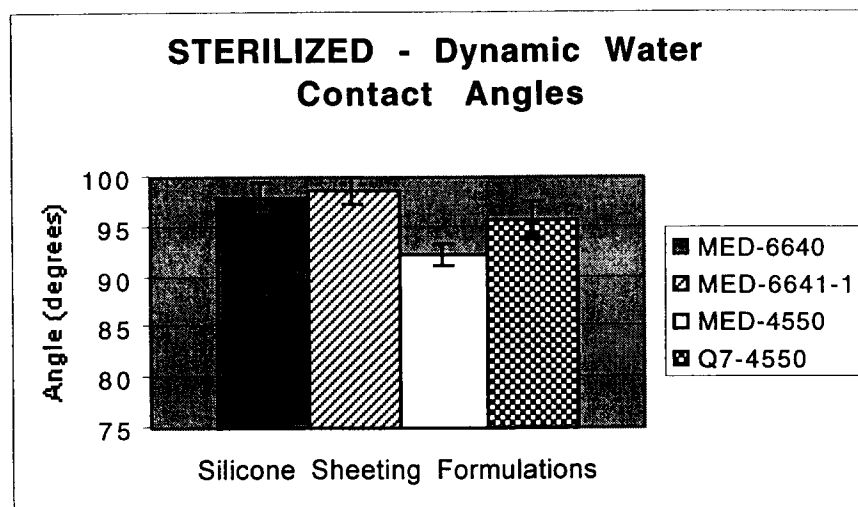 STERILIZED - Dynamic Water
Contact Angles
Angle (degrees)
100
95
90
85
80
75
Silicone Sheeting Formulations
MED-6640
MED-6641-1
MED-4550
Q7-4550